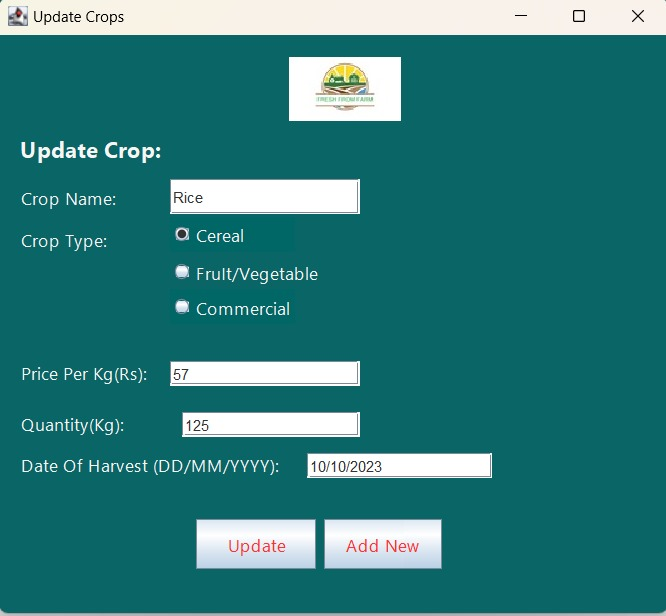 Update Crops
FRESH FROM FARM
Update Crop:
Crop Name: Rice
Crop Type: Cereal
FruIt/Vegetable
Commercial
Price Per Kg(Rs): 57
Quantity(Kg): 125
Date Of Harvest (DD/MM/YYYY): 10/10/2023
Update Add New